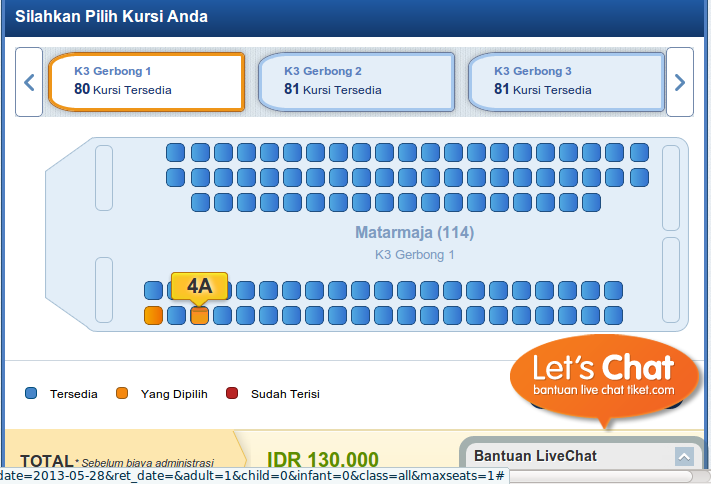 Silahkan Pilih Kursi Anda
K3 Gerbong 1
80 Kursi Tersedia
K3 Gerbong 2
81 Kursi Tersedia
K3 Gerbong 3
81 Kursi Tersedia
Matarmaja (114)
K3 Gerbong 1
4A
Let's Chat
bantuan live chat tiket.com
Tersedia
Yang Dipilih
Sudah Terisi
TOTAL * Sebelum biaya administrasi
IDR 130.000
Bantuan LiveChat
date=2013-05-28&ret_date=&adult=1&child=0&infant=0&class=all&maxseats=1#